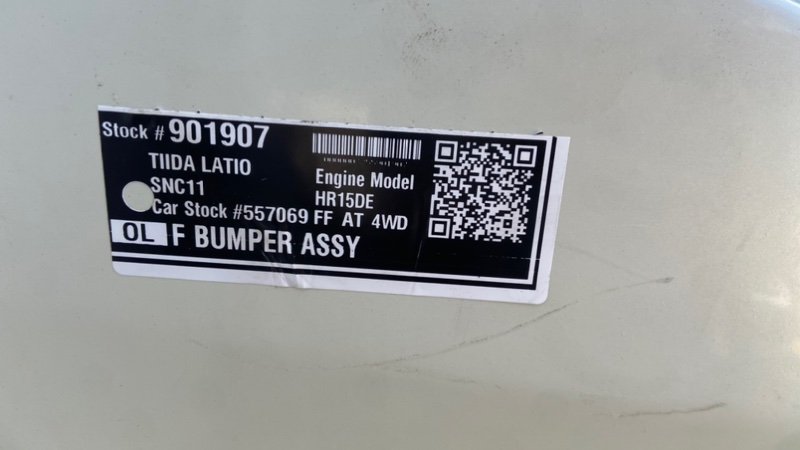 Stock # 901907
TIIDA LATIO
SNC11
Engine Model
HR15DE
Car Stock #557069 FF AT 4WD
OL F BUMPER ASSY